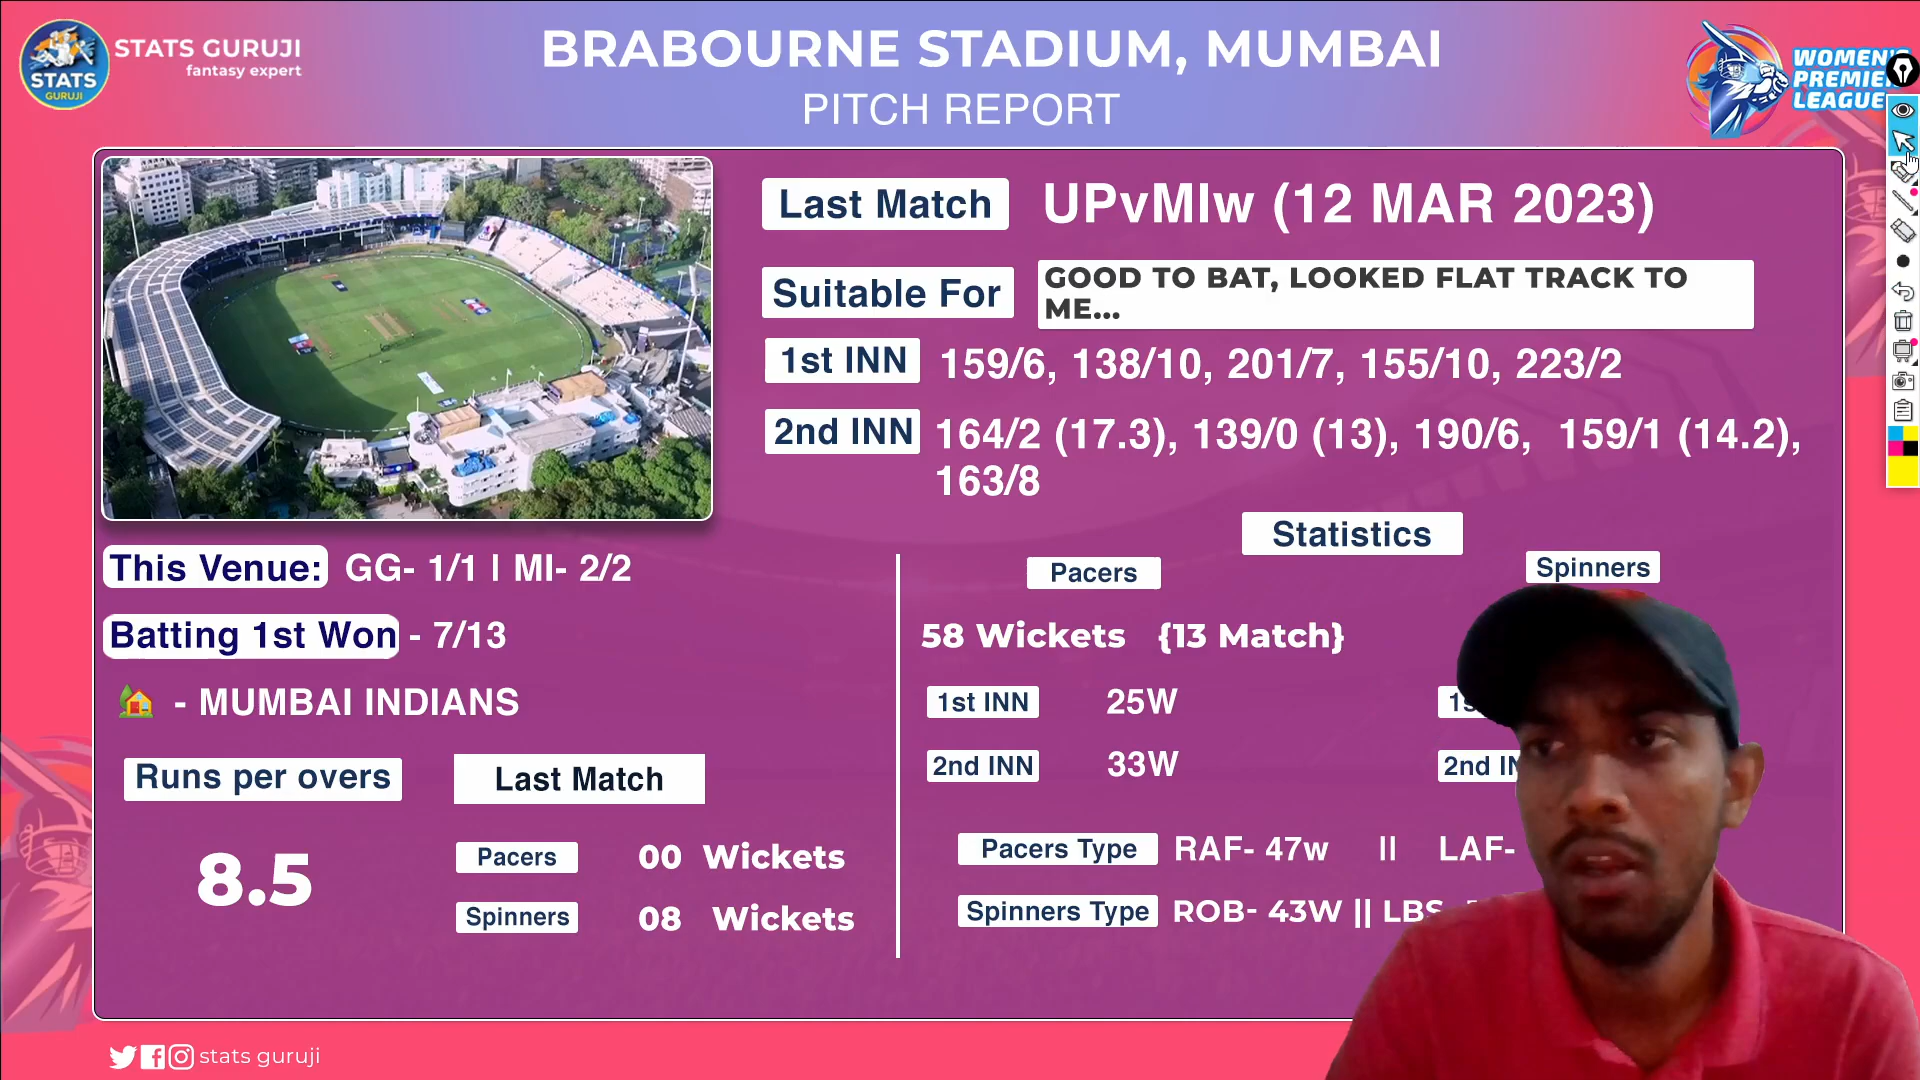 STATS GURUJI
fantasy expert
STATS
GURUJI
BRABOURNE STADIUM, MUMBAI
PITCH REPORT
WOMEN'S
PREMIER
LEAGUE
Last Match UPvMIw (12 MAR 2023)
Suitable For GOOD TO BAT, LOOKED FLAT TRACK TO
ME...
1st INN 159/6, 138/10, 201/7, 155/10, 223/2
2nd INN 164/2 (17.3), 139/0 (13), 190/6, 159/1 (14.2),
163/8
This Venue: GG- 1/1 | MI- 2/2
Batting 1st Won - 7/13
- MUMBAI INDIANS
Runs per overs
8.5
Last Match
Pacers 00 Wickets
Spinners 08 Wickets
Statistics
Pacers
Spinners
58 Wickets {13 Match}
1st INN 25W
2nd INN 33W
2nd
Pacers Type RAF- 47w || LAF-
Spinners Type ROB- 43W || LBS
stats guruji